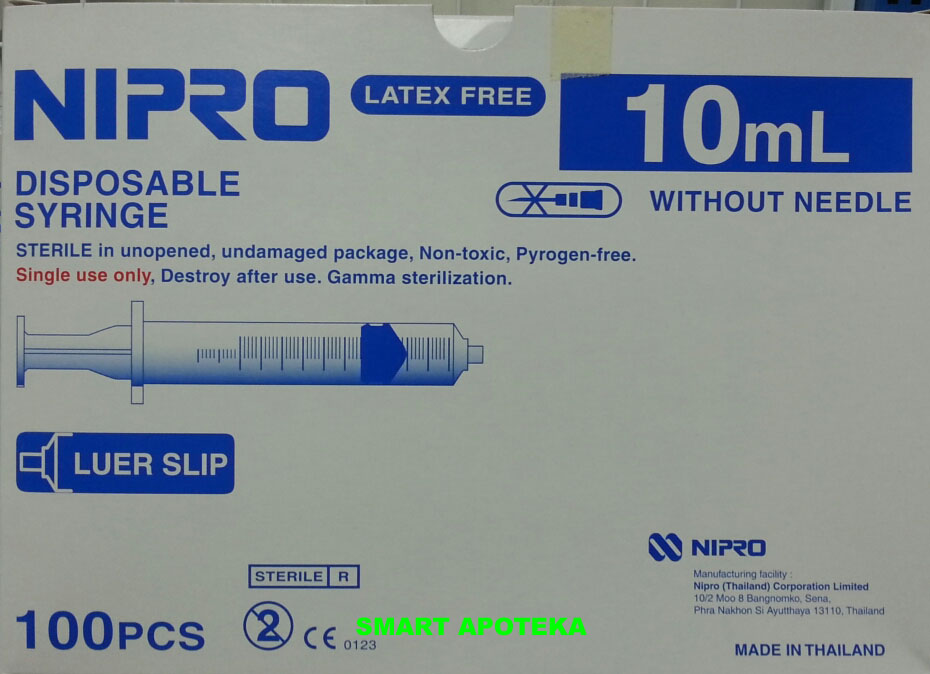 NIPRO
LATEX FREE
10mL
DISPOSABLE
SYRINGE
WITHOUT NEEDLE
STERILE in unopened, undamaged package, Non-toxic, Pyrogen-free.
Single use only, Destroy after use. Gamma sterilization.
LUER SLIP
NIPRO
Manufacturing facility :
Nipro (Thailand) Corporation Limited
10/2 Moo 8 Bangnomko, Sena,
Phra Nakhon Si Ayutthaya 13110, Thailand
STERILE R
100PCS
2
CE 0123
SMART APOTEKA
MADE IN THAILAND